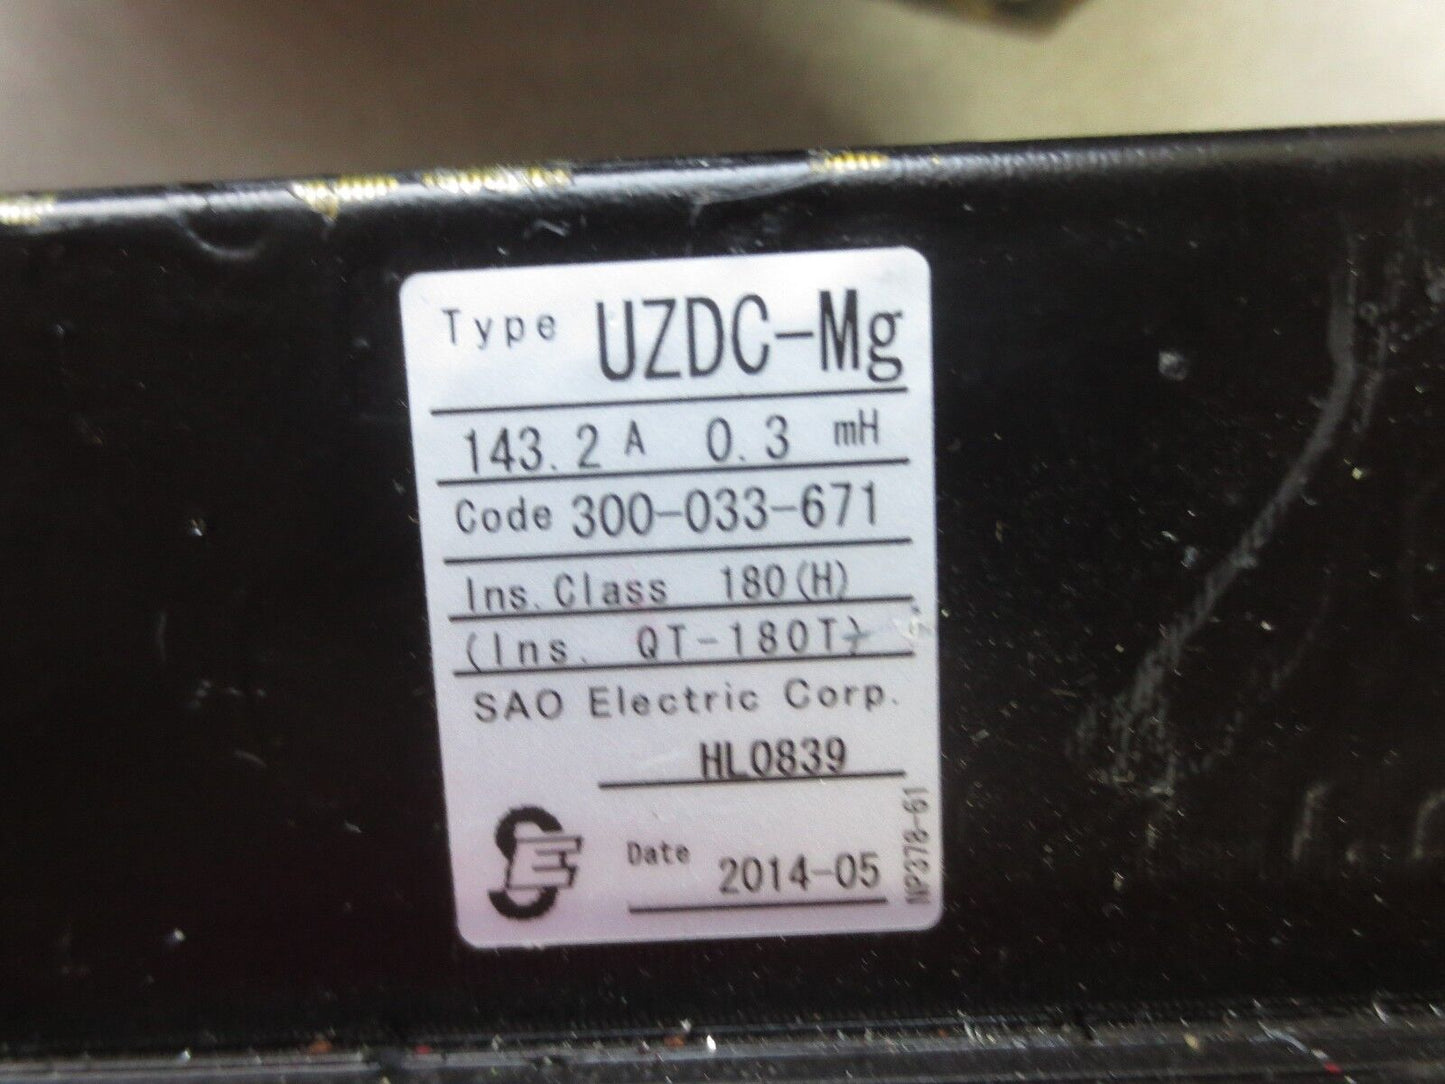 Type UZDC-Mg
143.2 A 0.3 mH
Code 300-033-671
Ins. Class 180(H)
(Ins. QT-180T)
SAO Electric Corp.
HL0839
SE
Date 2014-05
NP378-61